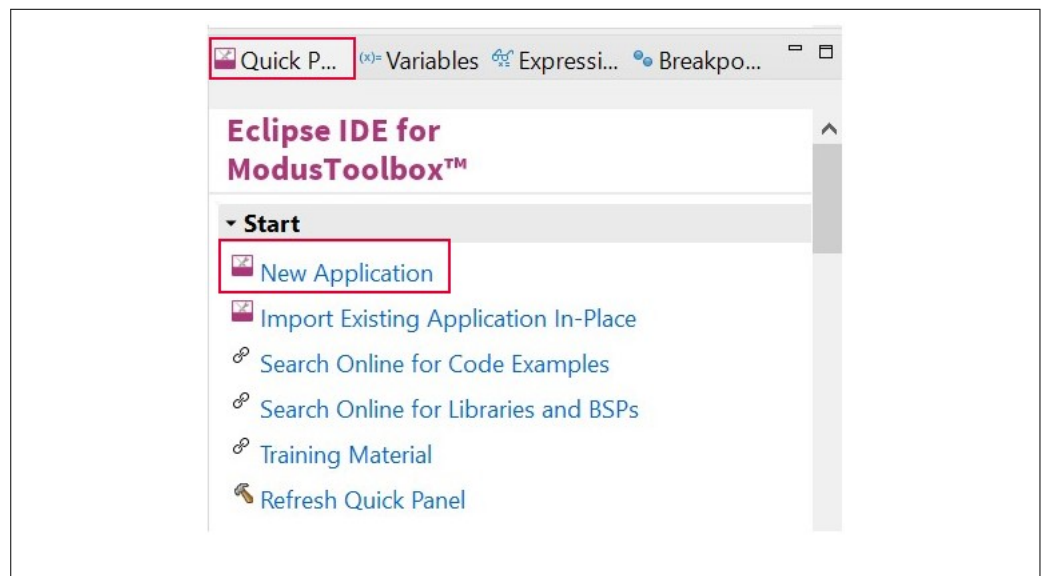 Quick P... (x)= Variables Expressi... Breakpo...
Eclipse IDE for
ModusToolbox™
Start
New Application
Import Existing Application In-Place
Search Online for Code Examples
Search Online for Libraries and BSPs
Training Material
Refresh Quick Panel